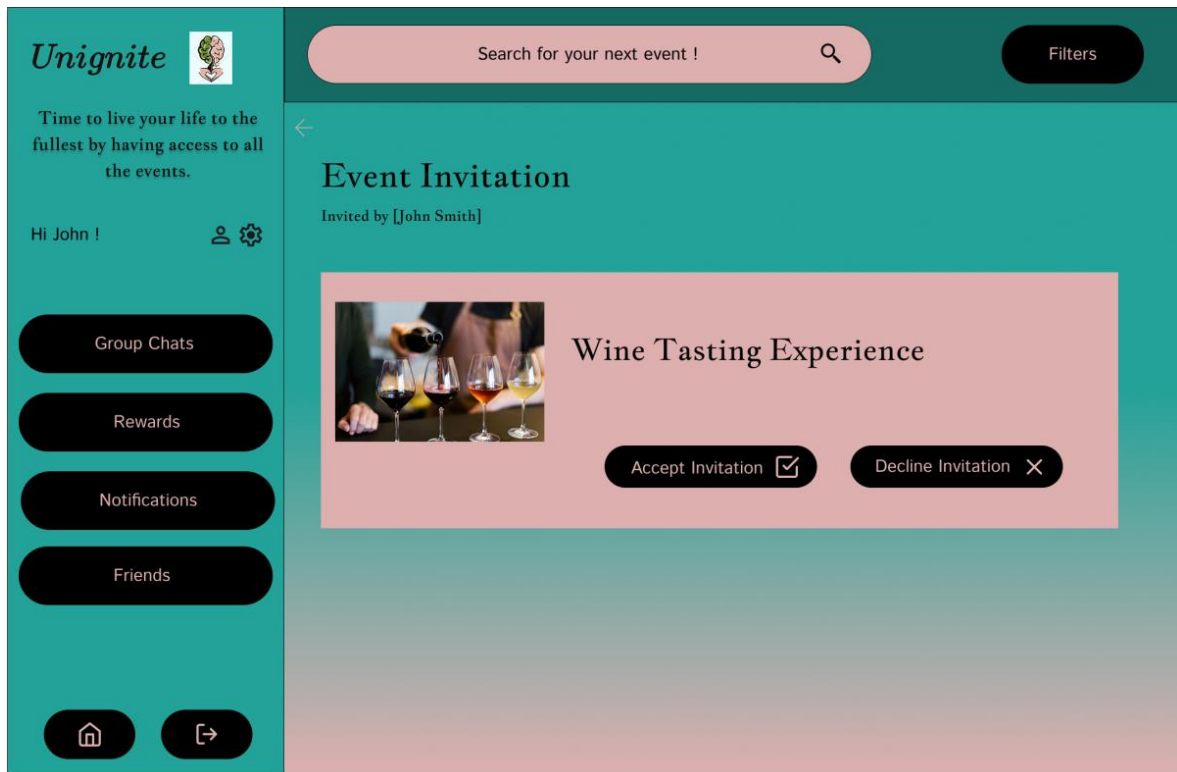 Unignite
Time to live your life to the
fullest by having access to all
the events.
Hi John !
Group Chats
Rewards
Notifications
Friends
Search for your next event !
Filters
Event Invitation
Invited by [John Smith]
Wine Tasting Experience
Accept Invitation
Decline Invitation